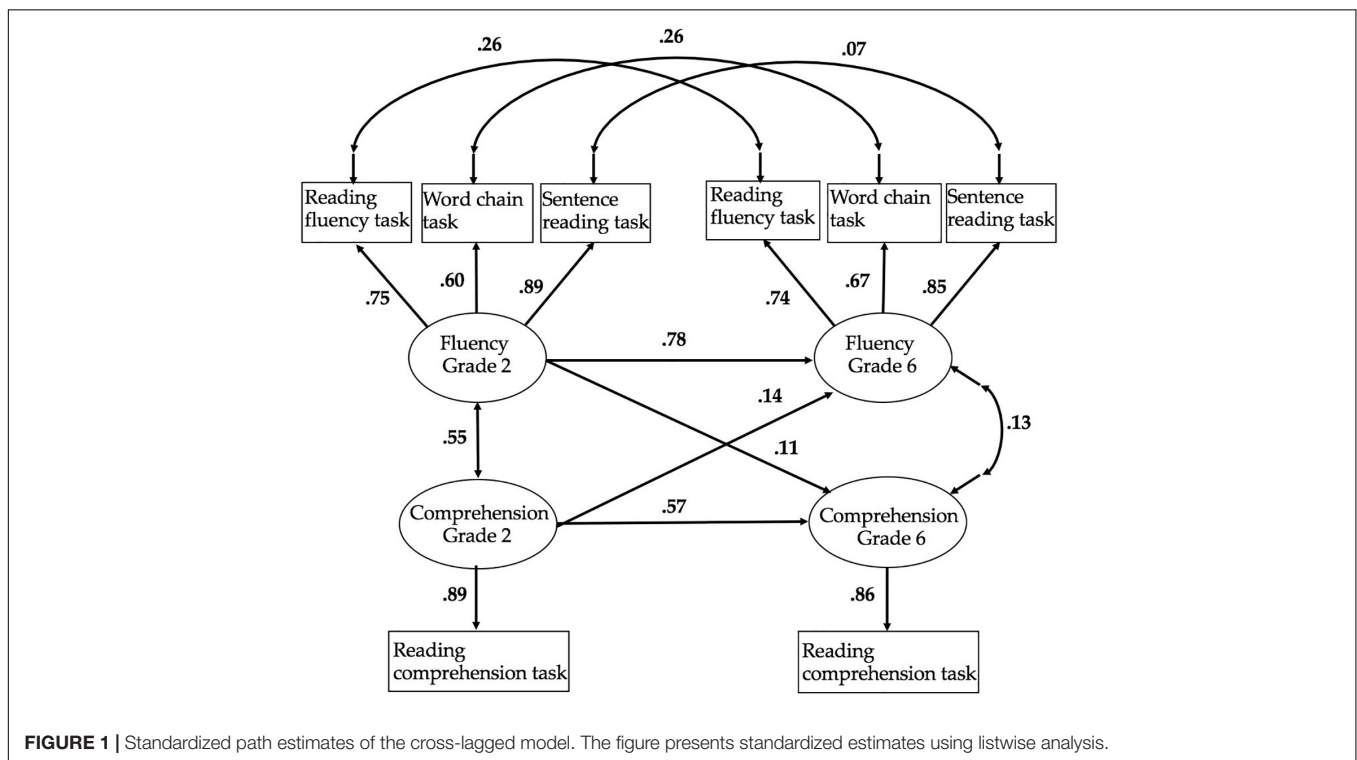 .26
.26
.07
Reading
fluency task
Word chain
task
Sentence
reading task
Reading
fluency task
Word chain
task
Sentence
reading task
.75
.60
.89
.74
.67
.85
Fluency
Grade 2
.78
Fluency
Grade 6
.14
.55
.11
.13
Comprehension
Grade 2
.57
Comprehension
Grade 6
.89
.86
Reading
comprehension task
Reading
comprehension task
FIGURE 1 | Standardized path estimates of the cross-lagged model. The figure presents standardized estimates using listwise analysis.